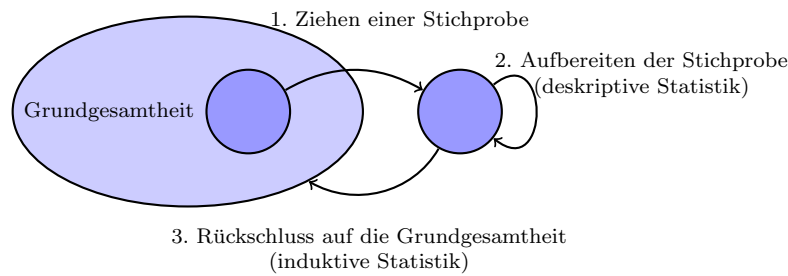 1. Ziehen einer Stichprobe
2. Aufbereiten der Stichprobe
(deskriptive Statistik)
Grundgesamtheit
3. Rückschluss auf die Grundgesamtheit
(induktive Statistik)